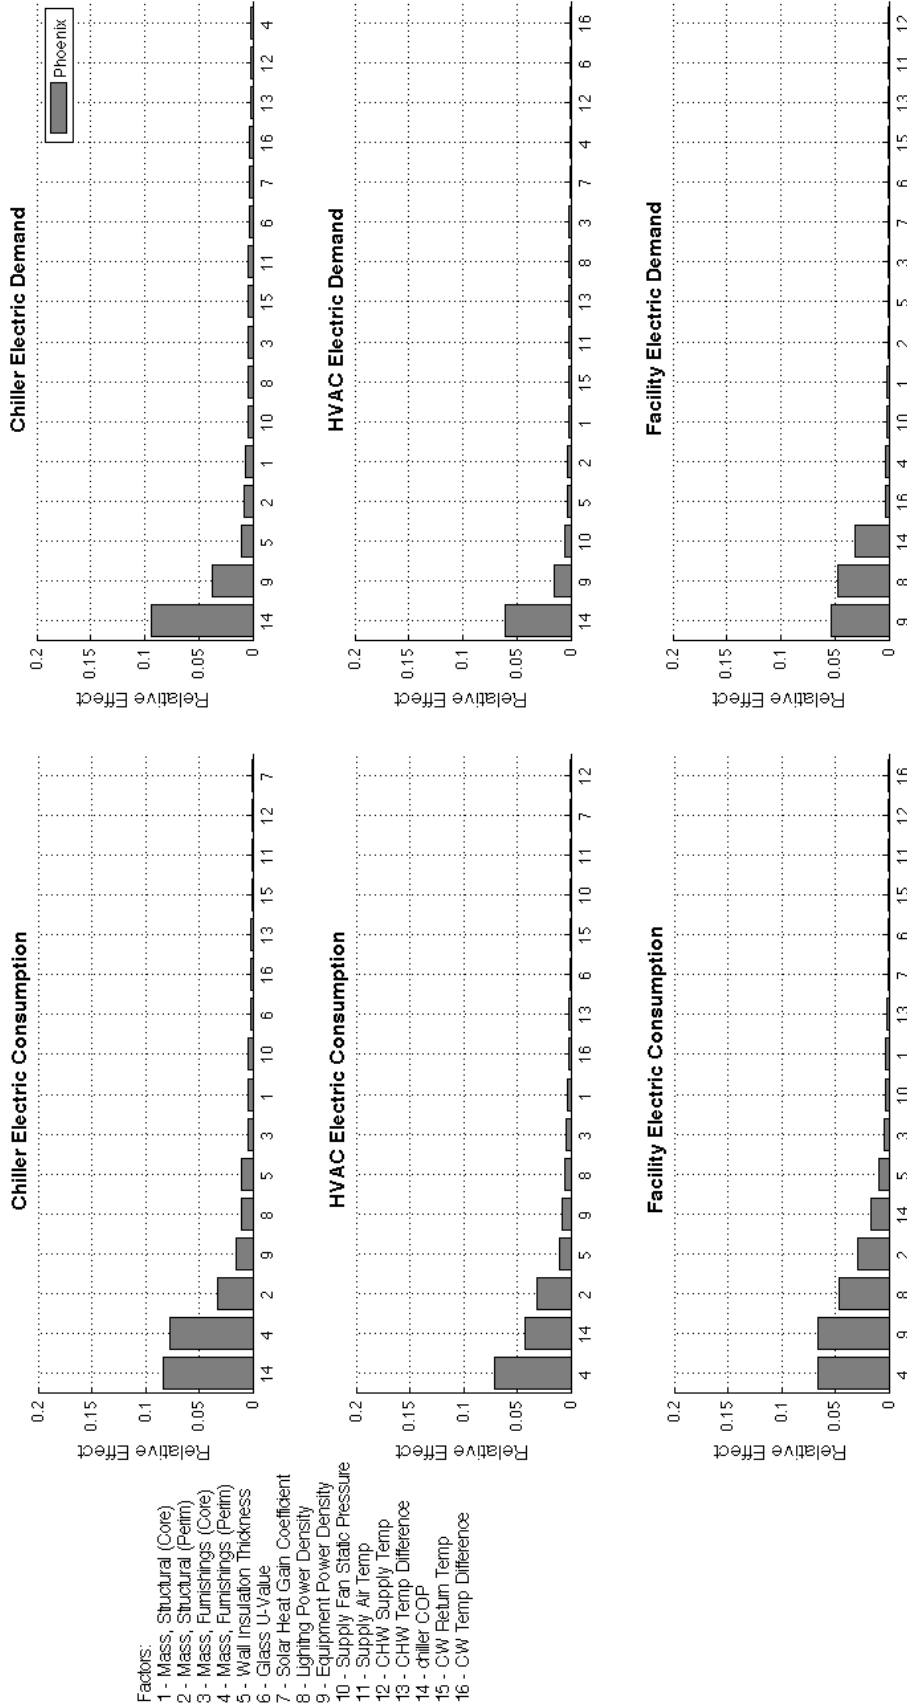 Factors:
1 - Mass, Structural (Core)
2 - Mass, Structural (Perim)
3 - Mass, Furnishings (Core)
4 - Mass, Furnishings (Perim)
5 - Wall Insulation Thickness
6 - Glass U-Value
7 - Solar Heat Gain Coefficient
8 - Lighitng Power Density
9 - Equipment Power Density
10 - Supply Fan Static Pressure
11 - Supply Air Temp
12 - CHW Supply Temp
13 - CHW Temp Difference
14 - chiller COP
15 - CW Return Temp
16 - CW Temp Difference
Chiller Electric Consumption
Relative Effect
0.2
0.15
0.1
0.05
0
14 4 2 9 8 5 3 1 10 6 16 13 15 11 12 7
Chiller Electric Demand
Phoenix
Relative Effect
0.2
0.15
0.1
0.05
0
14 9 5 2 1 10 8 3 15 11 6 7 16 13 12 4
HVAC Electric Consumption
Relative Effect
0.2
0.15
0.1
0.05
0
4 14 2 5 9 8 3 1 16 13 6 15 10 11 7 12
HVAC Electric Demand
Relative Effect
0.2
0.15
0.1
0.05
0
14 9 10 5 2 1 15 11 13 8 3 7 4 12 6 16
Facility Electric Consumption
Relative Effect
0.2
0.15
0.1
0.05
0
4 9 8 2 14 5 3 10 1 13 7 6 15 11 12 16
Facility Electric Demand
Relative Effect
0.2
0.15
0.1
0.05
0
9 8 14 16 4 10 1 2 5 3 7 6 15 13 11 12